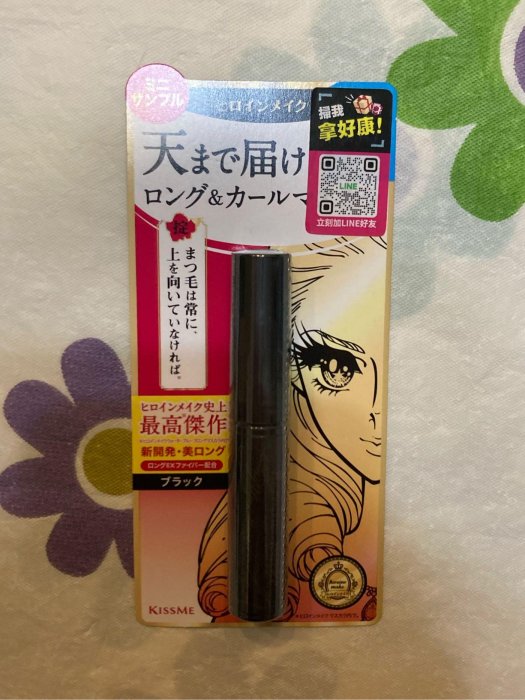 ミニ
サンプル
ヒロインメイク
掃我
拿好康!
LINE
立刻加LINE好友
天まで届け
ロング&カールマ
掟
まつ毛は常に、
上を向いていなければ。
ヒロインメイク史上
最高傑作
新開発・美ロング
ロングEXファイバー配合
ブラック
KISSME
heroine
make